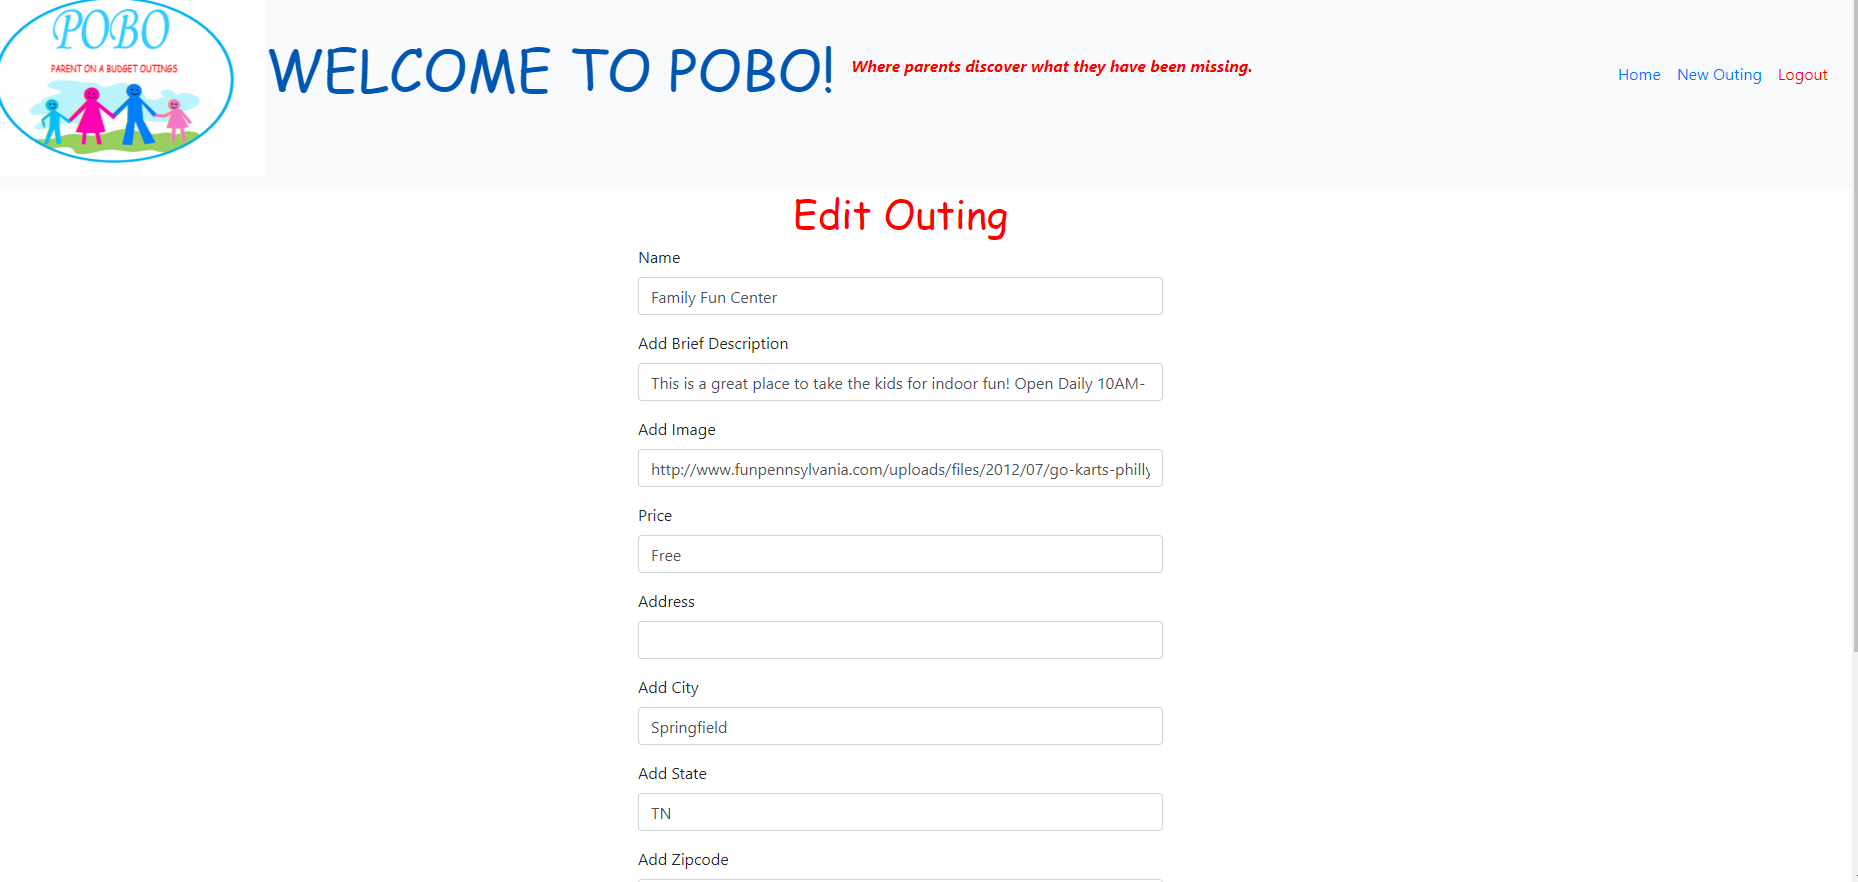 POBO
PARENT ON A BUDGET OUTINGS
WELCOME TO POBO!
Where parents discover what they have been missing.
Home New Outing Logout
Edit Outing
Name
Family Fun Center
Add Brief Description
This is a great place to take the kids for indoor fun! Open Daily 10AM-
Add Image
http://www.funpennsylvania.com/uploads/files/2012/07/go-karts-philly
Price
Free
Address
Add City
Springfield
Add State
TN
Add Zipcode